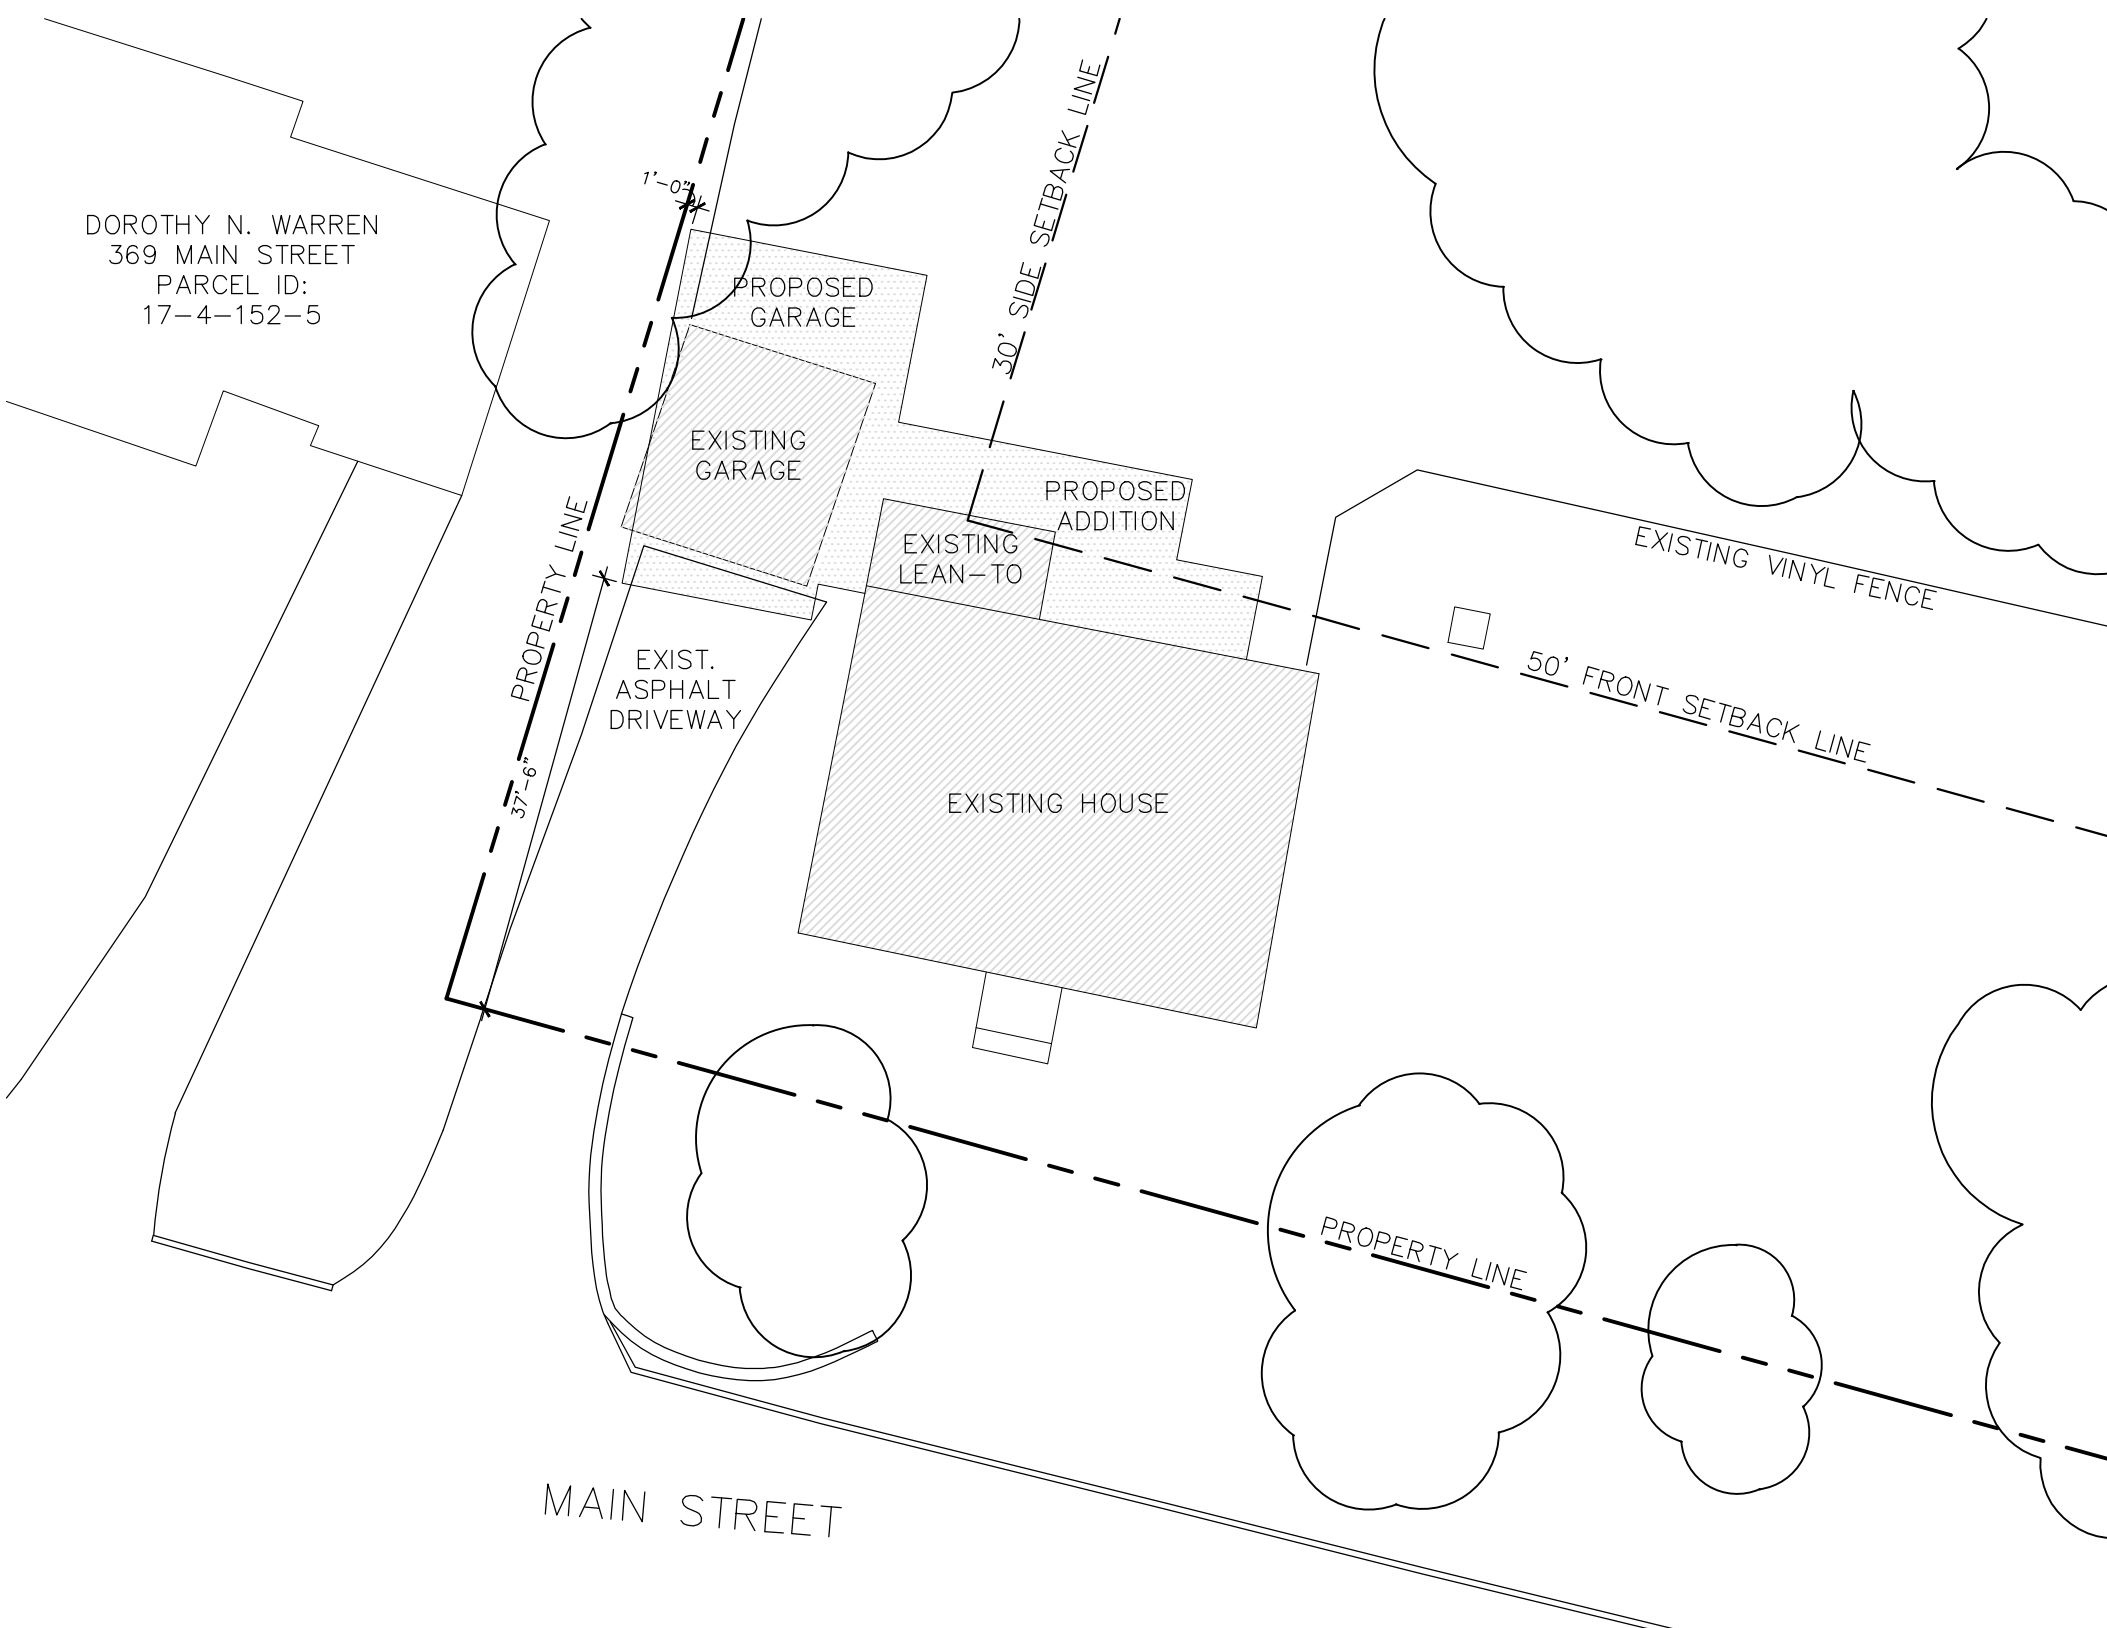 1'-0"
DOROTHY N. WARREN
369 MAIN STREET
PARCEL ID:
17-4-152-5
30' SIDE SETBACK LINE
PROPOSED
GARAGE
EXISTING
GARAGE
PROPOSED
ADDITION
EXISTING
LEAN-TO
EXISTING VINYL FENCE
PROPERTY LINE
EXIST.
ASPHALT
DRIVEWAY
50' FRONT SETBACK LINE
37'-6"
EXISTING HOUSE
PROPERTY LINE
MAIN STREET